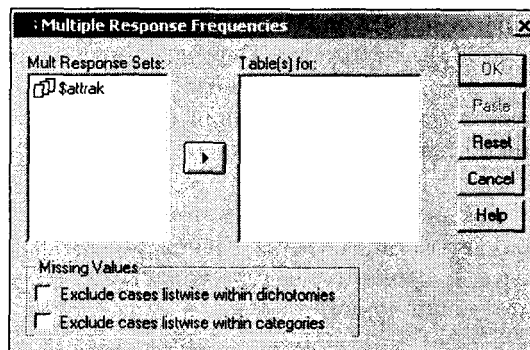 Multiple Response Frequencies
Mult Response Sets:
$attrak
Table(s) for:
OK
Paste
Reset
Cancel
Help
Missing Values
Exclude cases listwise within dichotomies
Exclude cases listwise within categories